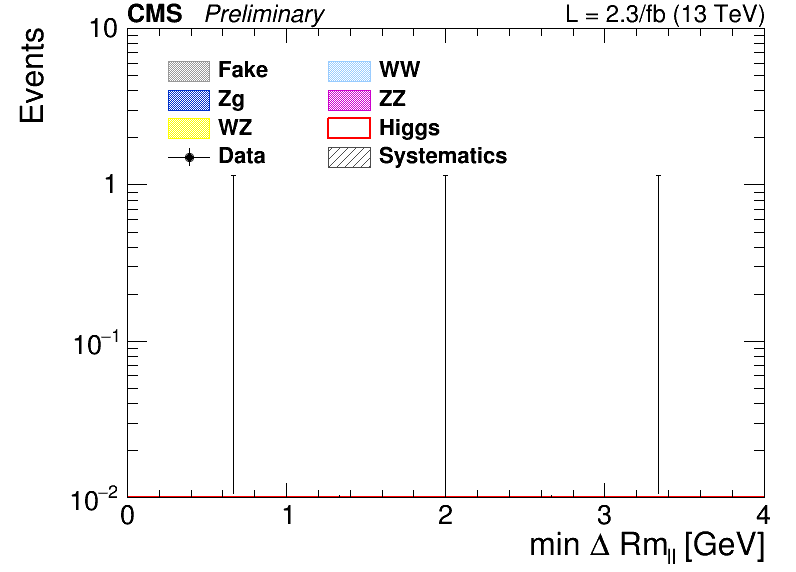 CMS Preliminary L = 2.3/fb (13 TeV)
Events
10
1
10⁻¹
10⁻²
Fake WW
Zg ZZ
WZ Higgs
Data Systematics
0 1 2 3 4
min Δ Rm_ll [GeV]